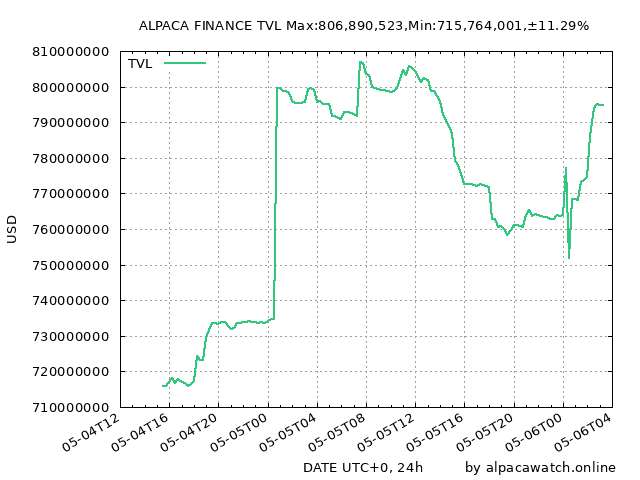 ALPACA FINANCE TVL Max:806,890,523,Min:715,764,001,±11.29%
TVL
810000000
800000000
790000000
780000000
770000000
760000000
750000000
740000000
730000000
720000000
710000000
USD
05-04T12
05-04T16
05-04T20
05-05T00
05-05T04
05-05T08
05-05T12
05-05T16
05-05T20
05-06T00
05-06T04
DATE UTC+0, 24h
by alpacawatch.online